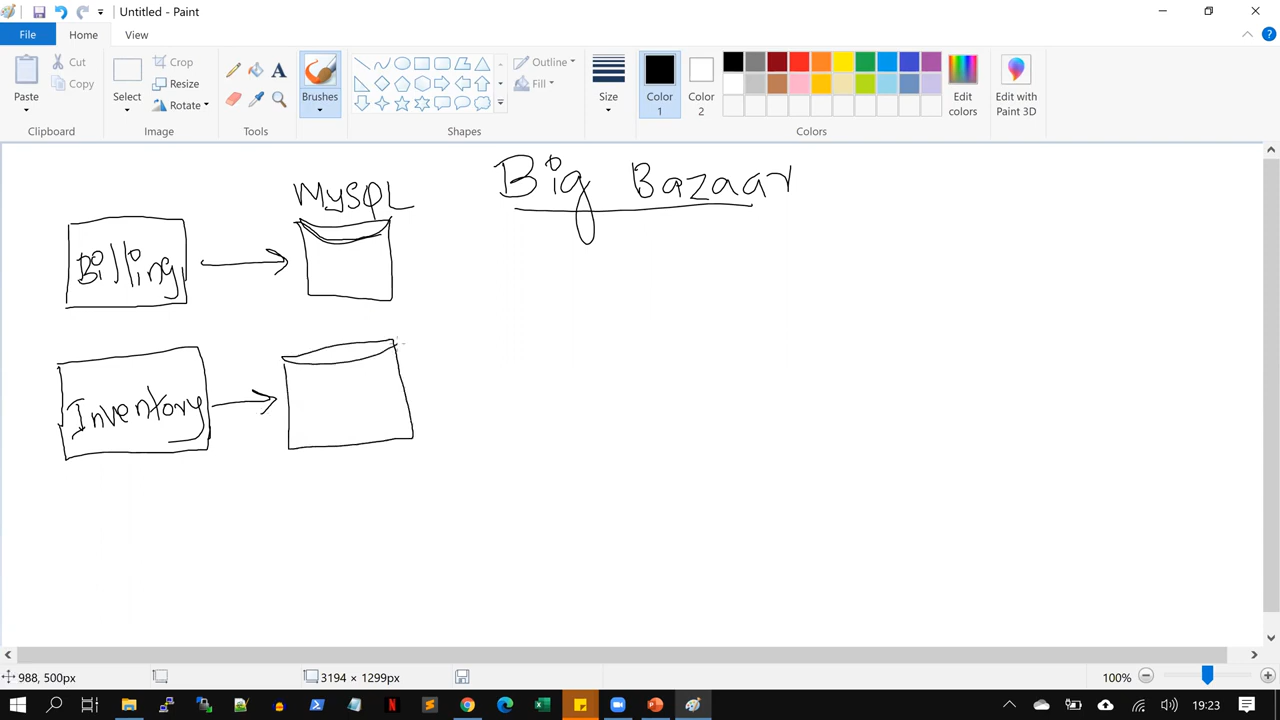 Untitled - Paint
File
Home
View
Paste
Cut
Copy
Clipboard
Select
Crop
Resize
Rotate
Image
Tools
Brushes
Shapes
Outline
Fill
Size
Color 1
Color 2
Colors
Edit colors
Edit with Paint 3D
Big Bazaar
MySQL
Billing
Inventory
988, 500px
3194 × 1299px
100%
19:23